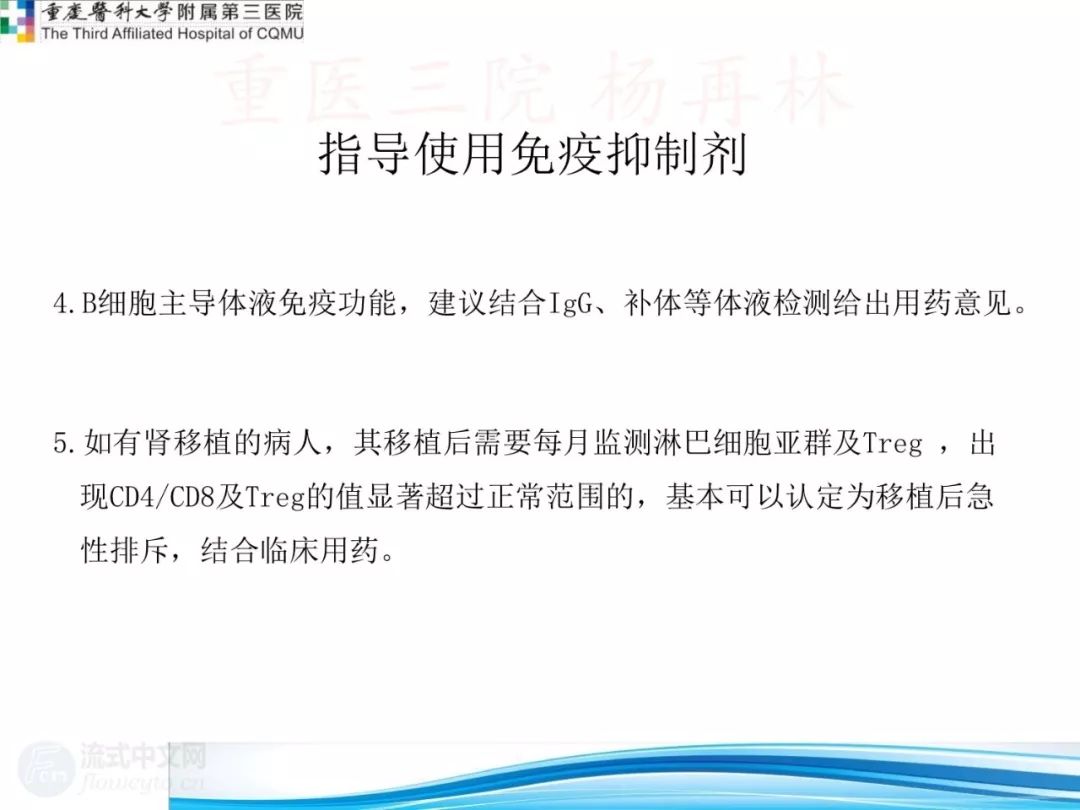 重庆医科大学附属第三医院
The Third Affiliated Hospital of CQMU
重医三院 杨再林
指导使用免疫抑制剂
4.B细胞主导体液免疫功能，建议结合IgG、补体等体液检测给出用药意见。
5.如有肾移植的病人，其移植后需要每月监测淋巴细胞亚群及Treg ，出
现CD4/CD8及Treg的值显著超过正常范围的，基本可以认定为移植后急
性排斥，结合临床用药。
流式中文网
flowcyto.cn